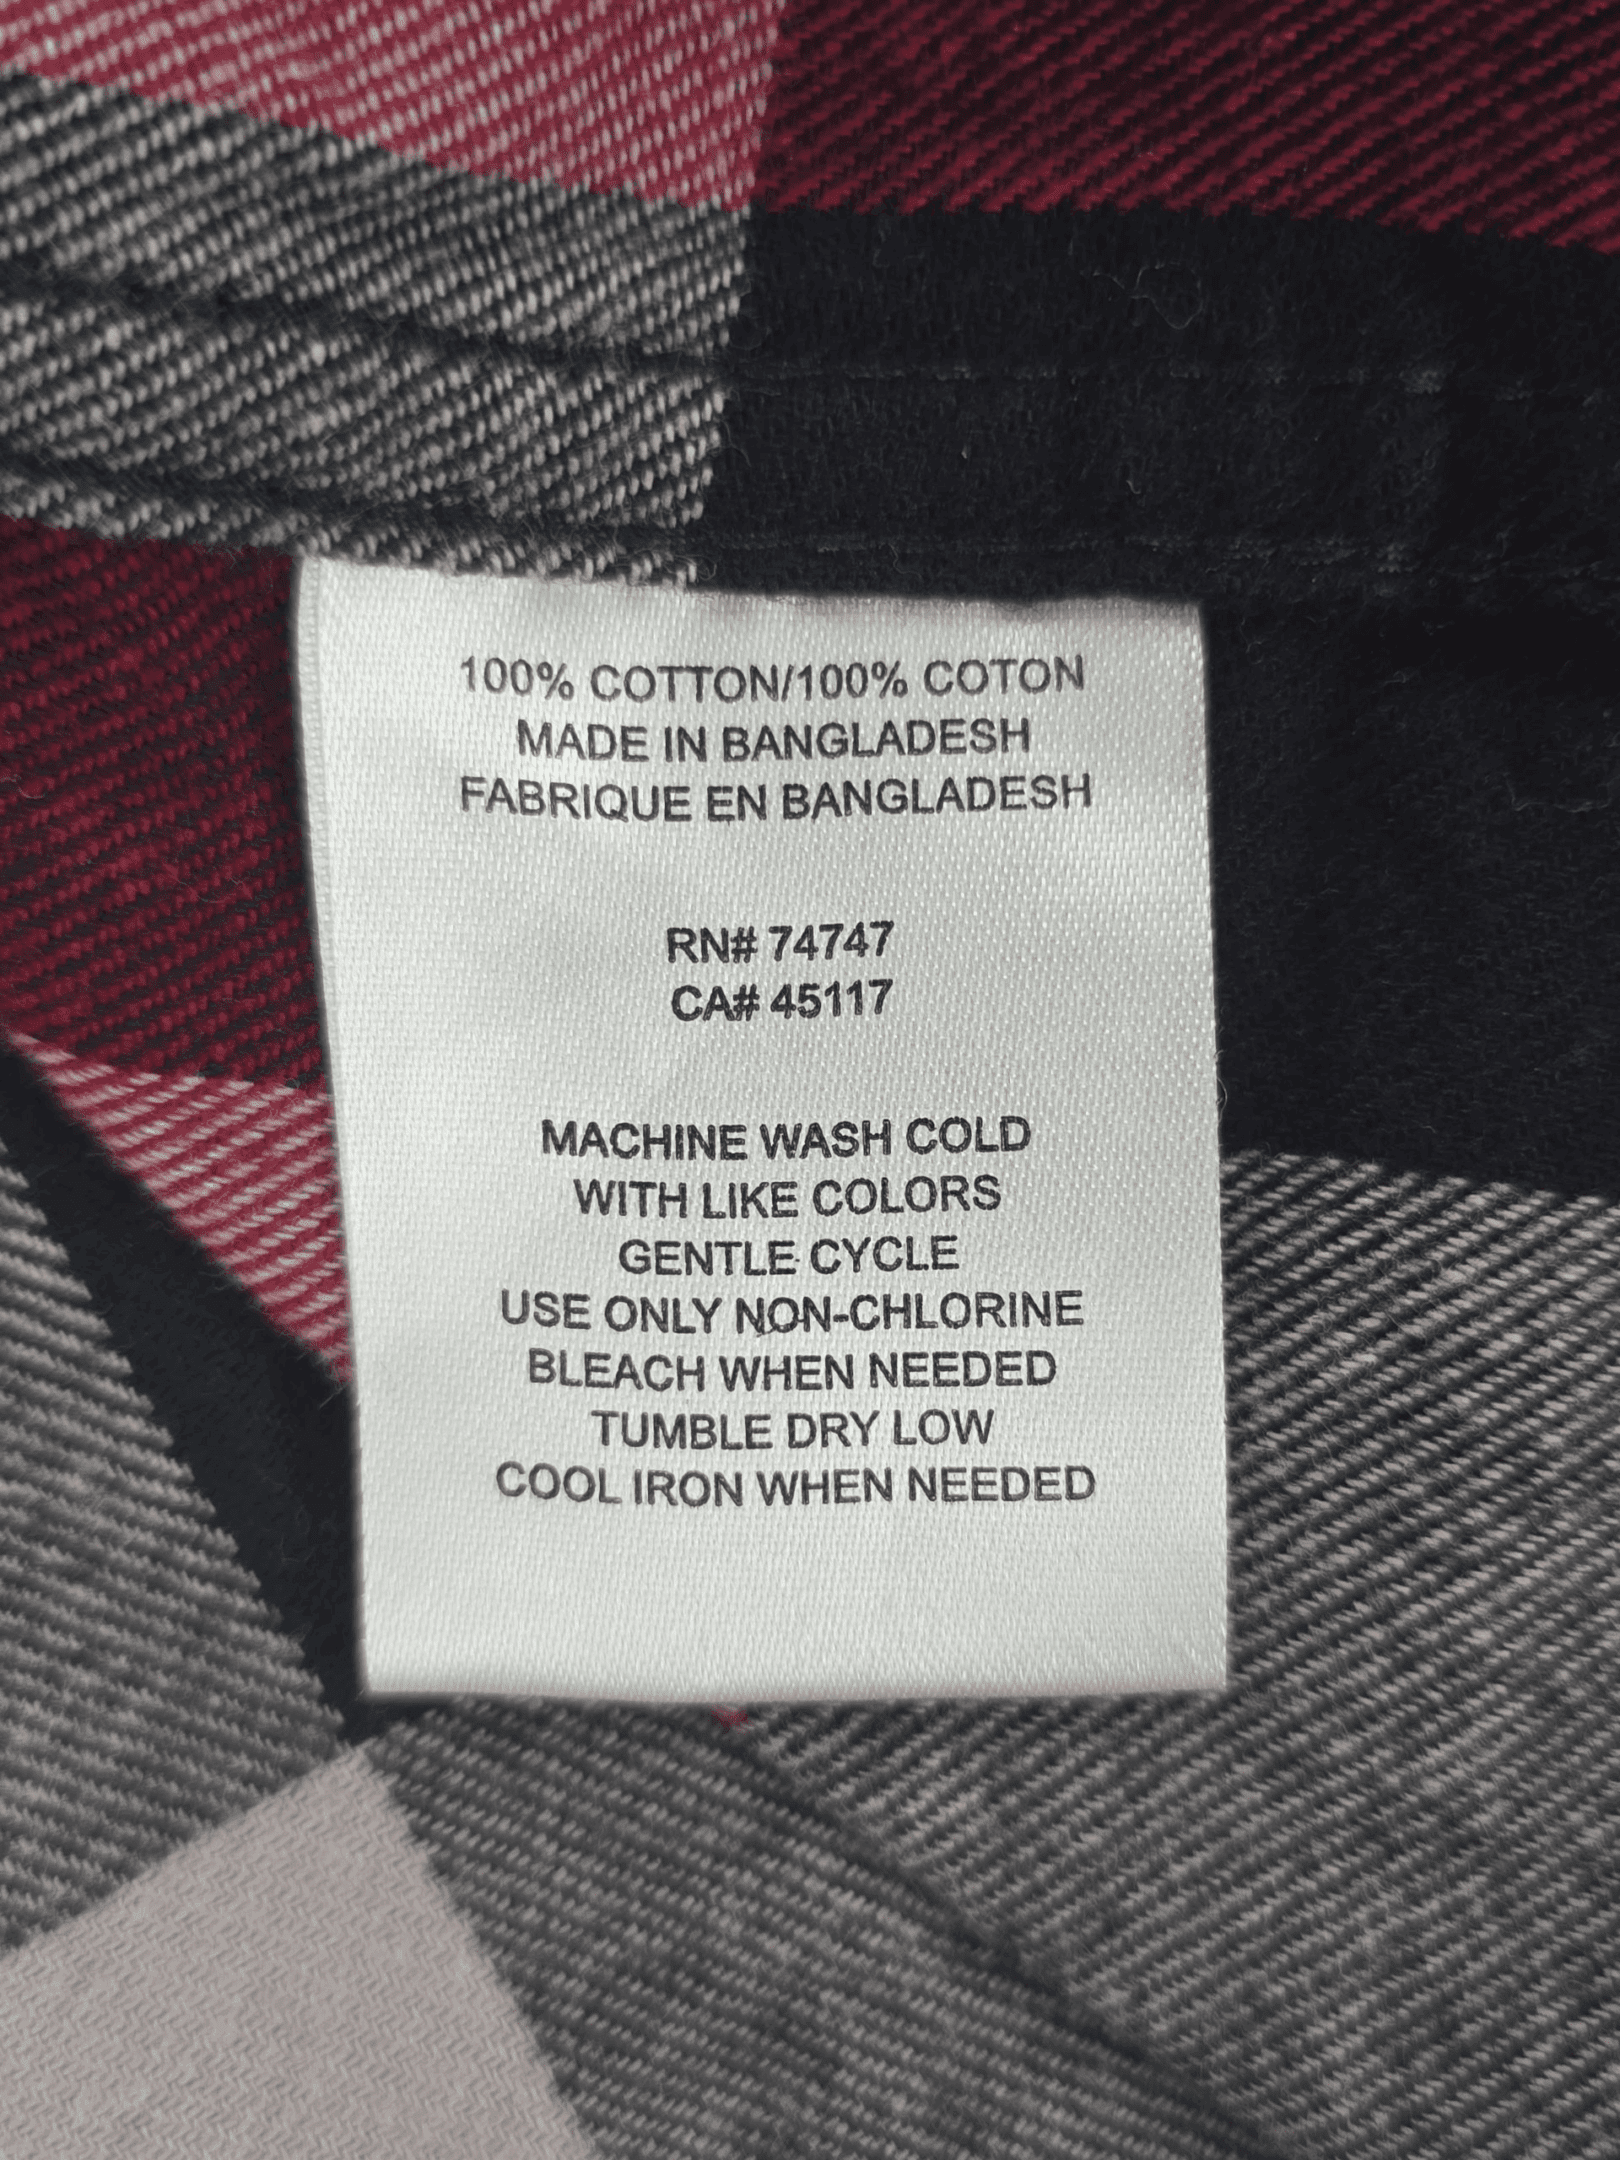 100% COTTON/100% COTON
MADE IN BANGLADESH
FABRIQUE EN BANGLADESH
RN# 74747
CA# 45117
MACHINE WASH COLD
WITH LIKE COLORS
GENTLE CYCLE
USE ONLY NON-CHLORINE
BLEACH WHEN NEEDED
TUMBLE DRY LOW
COOL IRON WHEN NEEDED